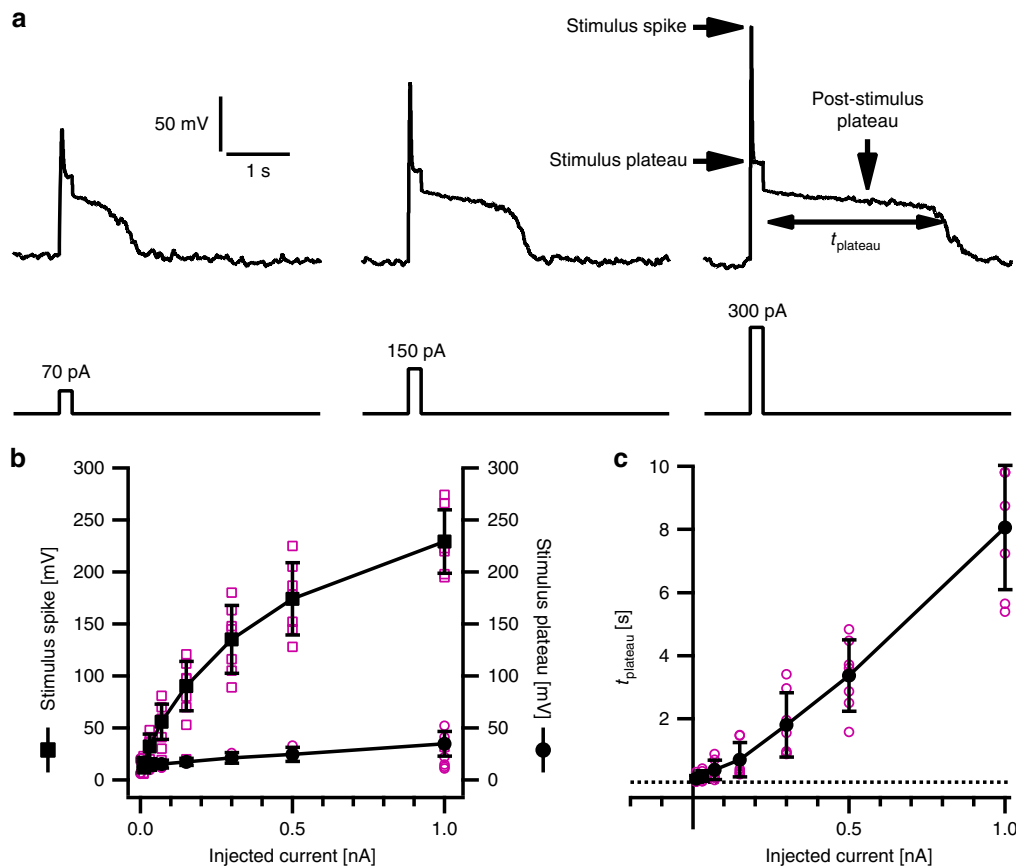 a
Stimulus spike
50 mV
1 s
Stimulus plateau
Post-stimulus
plateau
tplateau
70 pA
150 pA
300 pA
b
300
250
200
150
100
50
0
Stimulus spike [mV]
300
250
200
150
100
50
0
Stimulus plateau [mV]
0.0
0.5
1.0
Injected current [nA]
c
10
8
6
4
2
tplateau [s]
0.5
1.0
Injected current [nA]